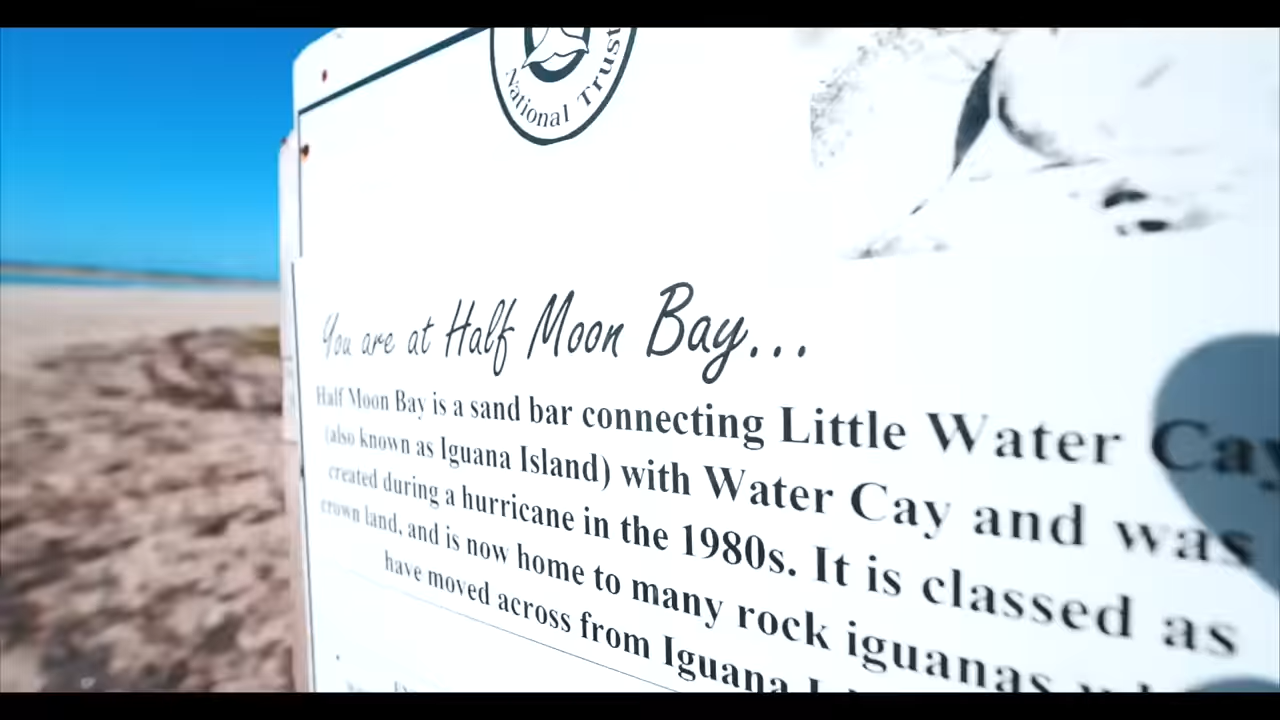 National Trust
You are at Half Moon Bay...
Half Moon Bay is a sand bar connecting Little Water Cay
(also known as Iguana Island) with Water Cay and was
created during a hurricane in the 1980s. It is classed as
crown land, and is now home to many rock iguanas
have moved across from Iguana